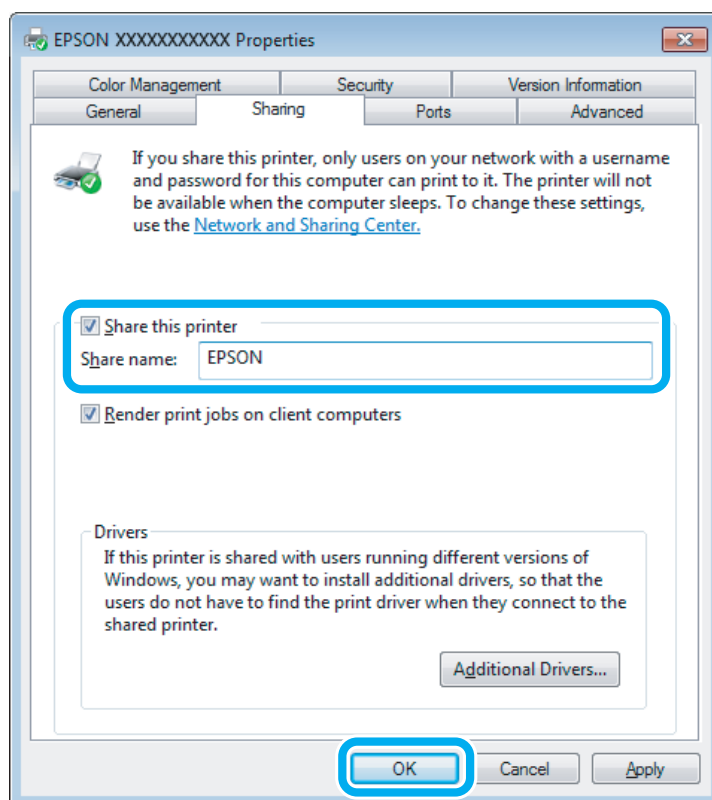 EPSON XXXXXXXXXXX Properties
Color Management Security Version Information
General Sharing Ports Advanced
If you share this printer, only users on your network with a username
and password for this computer can print to it. The printer will not
be available when the computer sleeps. To change these settings,
use the Network and Sharing Center.
Share this printer
Share name: EPSON
Render print jobs on client computers
Drivers
If this printer is shared with users running different versions of
Windows, you may want to install additional drivers, so that the
users do not have to find the print driver when they connect to the
shared printer.
Additional Drivers...
OK Cancel Apply